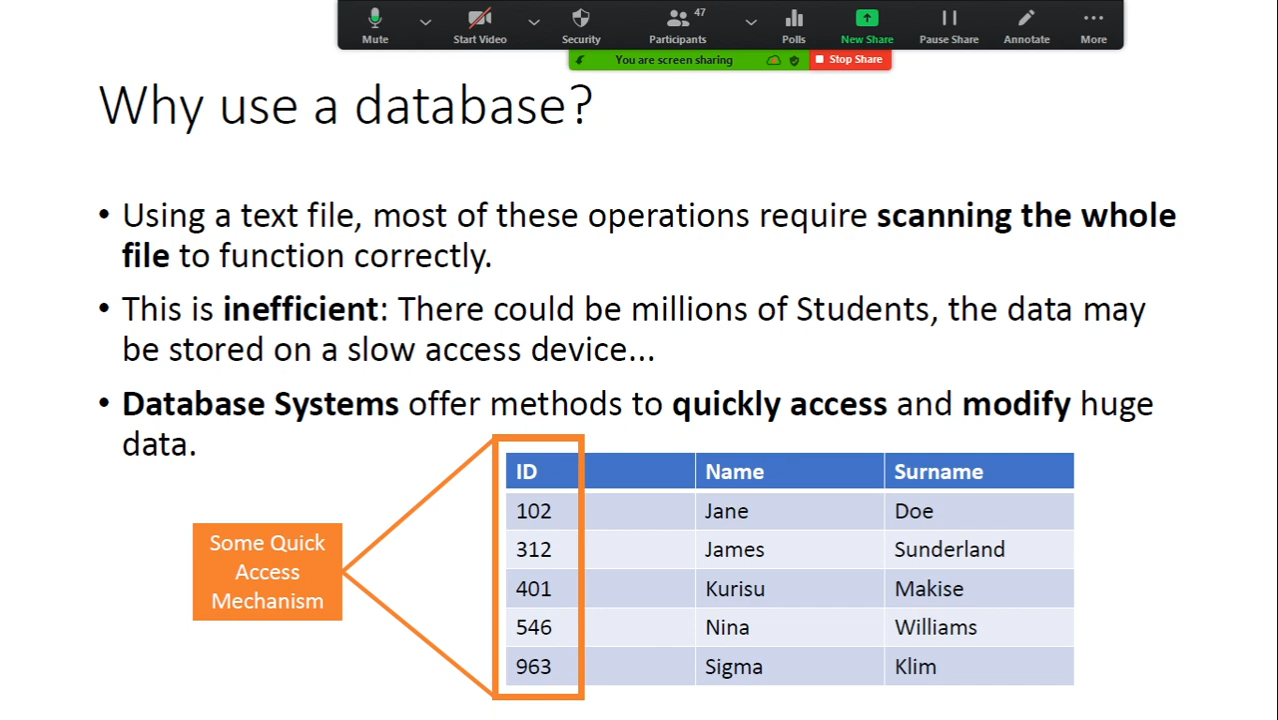 47
Mute
Start Video
Security
Participants
Polls
New Share
Pause Share
Annotate
More
You are screen sharing
Stop Share
Why use a database?
• Using a text file, most of these operations require scanning the whole
file to function correctly.
• This is inefficient: There could be millions of Students, the data may
be stored on a slow access device...
• Database Systems offer methods to quickly access and modify huge
data.
Some Quick
Access
Mechanism
ID Name Surname
102 Jane Doe
312 James Sunderland
401 Kurisu Makise
546 Nina Williams
963 Sigma Klim